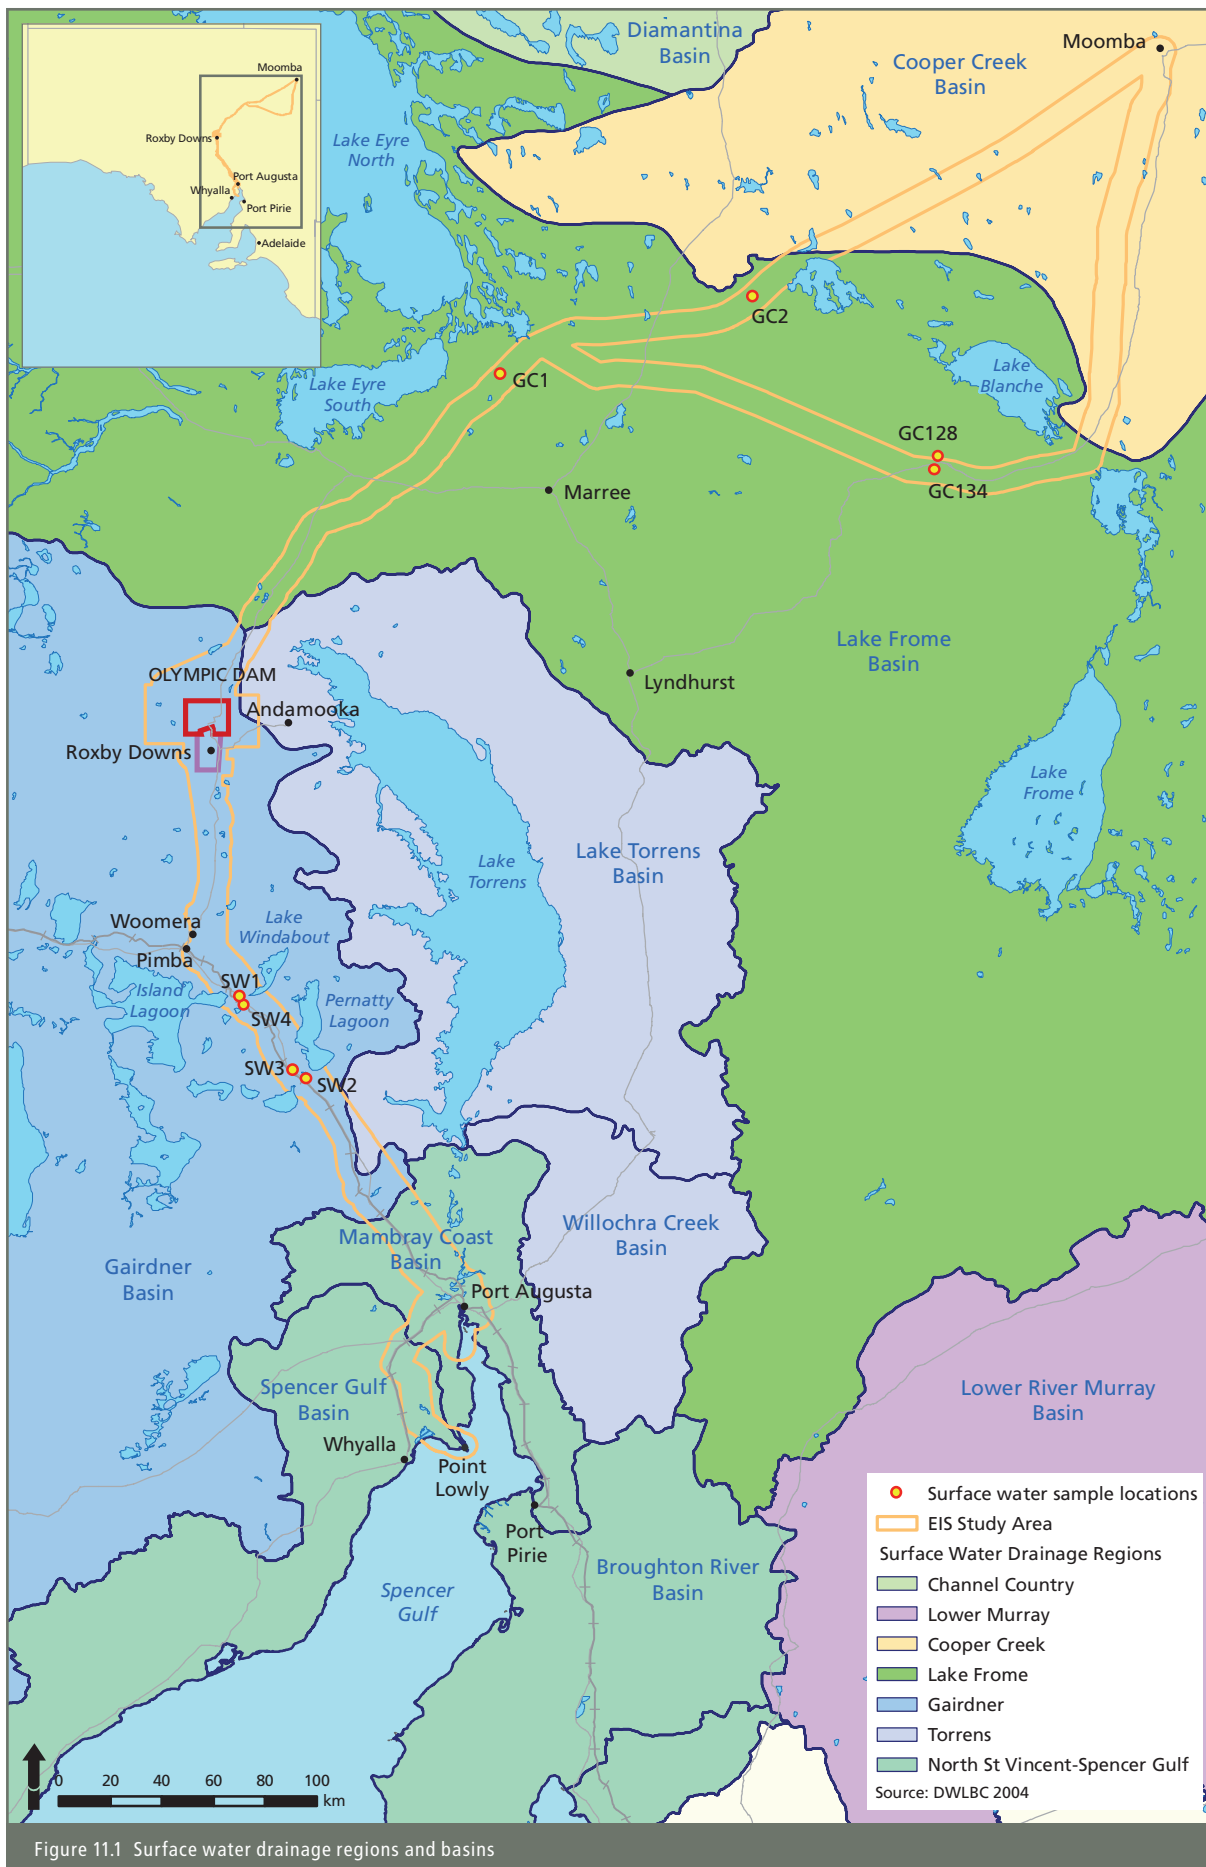 Diamantina
Basin
Cooper Creek
Basin
Moomba
Moomba
Roxby Downs
Port Augusta
Whyalla
Port Pirie
Adelaide
Lake Eyre
North
GC2
GC1
Lake Eyre
South
Lake
Blanche
GC128
GC134
Marree
Lake Frome
Basin
OLYMPIC DAM
Andamooka
Roxby Downs
Lyndhurst
Lake
Frome
Lake Torrens
Basin
Lake
Torrens
Woomera
Pimba
Lake
Windabout
SW1
SW4
Island
Lagoon
Pernatty
Lagoon
SW3
SW2
Willochra Creek
Basin
Mambray Coast
Basin
Gairdner
Basin
Port Augusta
Spencer Gulf
Basin
Lower River Murray
Basin
Whyalla
Point
Lowly
Port
Pirie
Broughton River
Basin
Spencer
Gulf
Surface water sample locations
EIS Study Area
Surface Water Drainage Regions
Channel Country
Lower Murray
Cooper Creek
Lake Frome
Gairdner
Torrens
North St Vincent-Spencer Gulf
Source: DWLBC 2004
0 20 40 60 80 100
km
Figure 11.1 Surface water drainage regions and basins